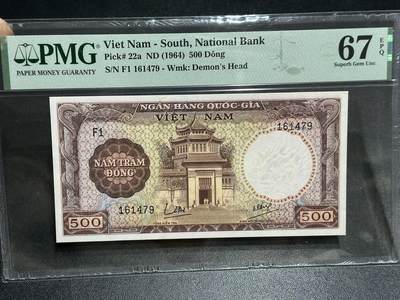 PMG
PAPER MONEY GUARANTY
Viet Nam - South, National Bank
Pick# 22a ND (1964) 500 Dông
S/N F1 161479 - Wmk: Demon's Head
67 EPQ
Superb Gem Unc
NGÂN-HÀNG QUỐC-GIA
VIỆT NAM
F1
161479
NĂM TRĂM
ĐỒNG
161479
500
500